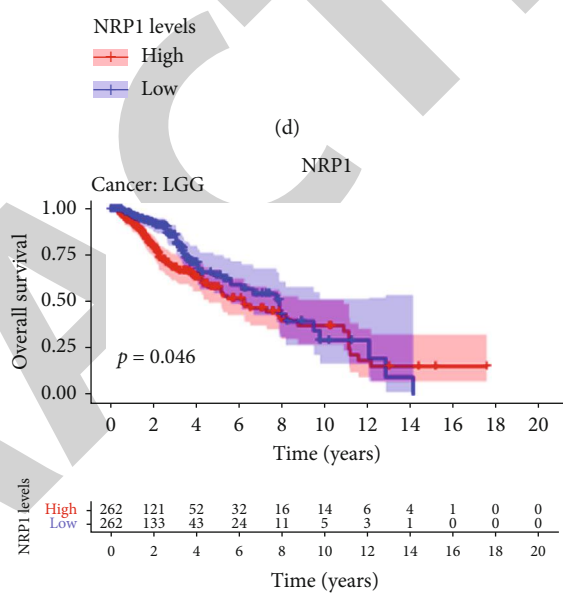 NRP1 levels
High
Low
(d)
NRP1
Cancer: LGG
1.00
0.75
0.50
0.25
0.00
Overall survival
p = 0.046
0 2 4 6 8 10 12 14 16 18 20
Time (years)
NRP1 levels
High 262 121 52 32 16 14 6 4 1 0 0
Low 262 133 43 24 11 5 3 1 0 0 0
0 2 4 6 8 10 12 14 16 18 20
Time (years)